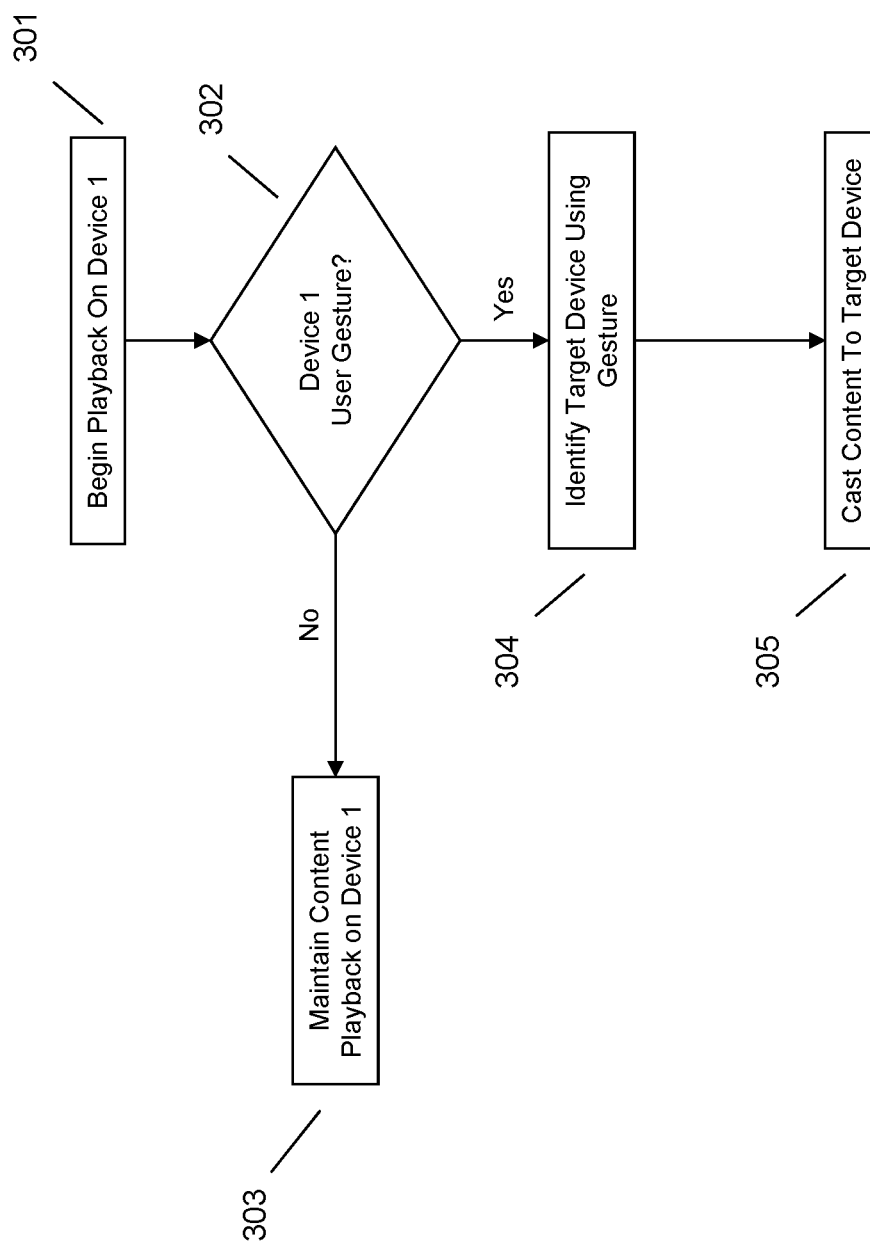 301
Begin Playback On Device 1
302
Device 1
User Gesture?
No
Yes
303
Maintain Content
Playback on Device 1
304
Identify Target Device Using
Gesture
305
Cast Content To Target Device